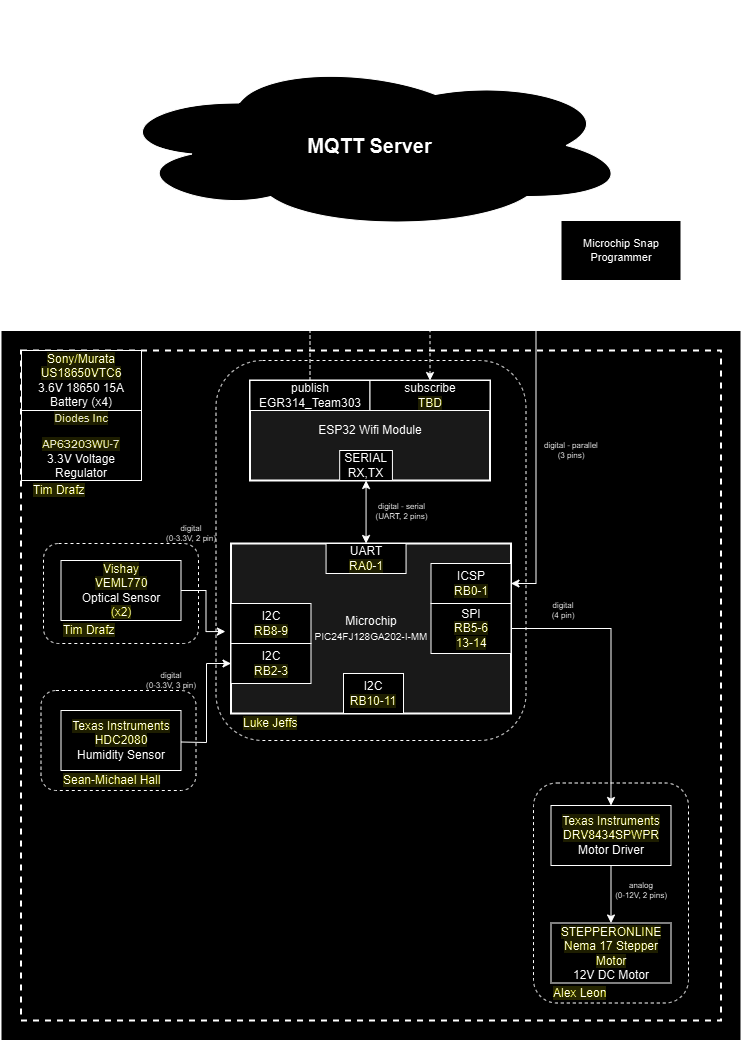 MQTT Server
Microchip Snap
Programmer
Sony/Murata
US18650VTC6
3.6V 18650 15A
Battery (x4)
Diodes Inc
AP63203WU-7
3.3V Voltage
Regulator
Tim Drafz
publish
EGR314_Team303
subscribe
TBD
ESP32 Wifi Module
SERIAL
RX,TX
digital - parallel
(3 pins)
digital - serial
(UART, 2 pins)
digital
(0-3.3V, 2 pin)
Vishay
VEML770
Optical Sensor
(x2)
Tim Drafz
UART
RA0-1
ICSP
RB0-1
I2C
RB8-9
Microchip
PIC24FJ128GA202-I-MM
SPI
RB5-6
13-14
I2C
RB2-3
I2C
RB10-11
Luke Jeffs
digital
(4 pin)
digital
(0-3.3V, 3 pin)
Texas Instruments
HDC2080
Humidity Sensor
Sean-Michael Hall
Texas Instruments
DRV8434SPWPR
Motor Driver
analog
(0-12V, 2 pins)
STEPPERONLINE
Nema 17 Stepper
Motor
12V DC Motor
Alex Leon